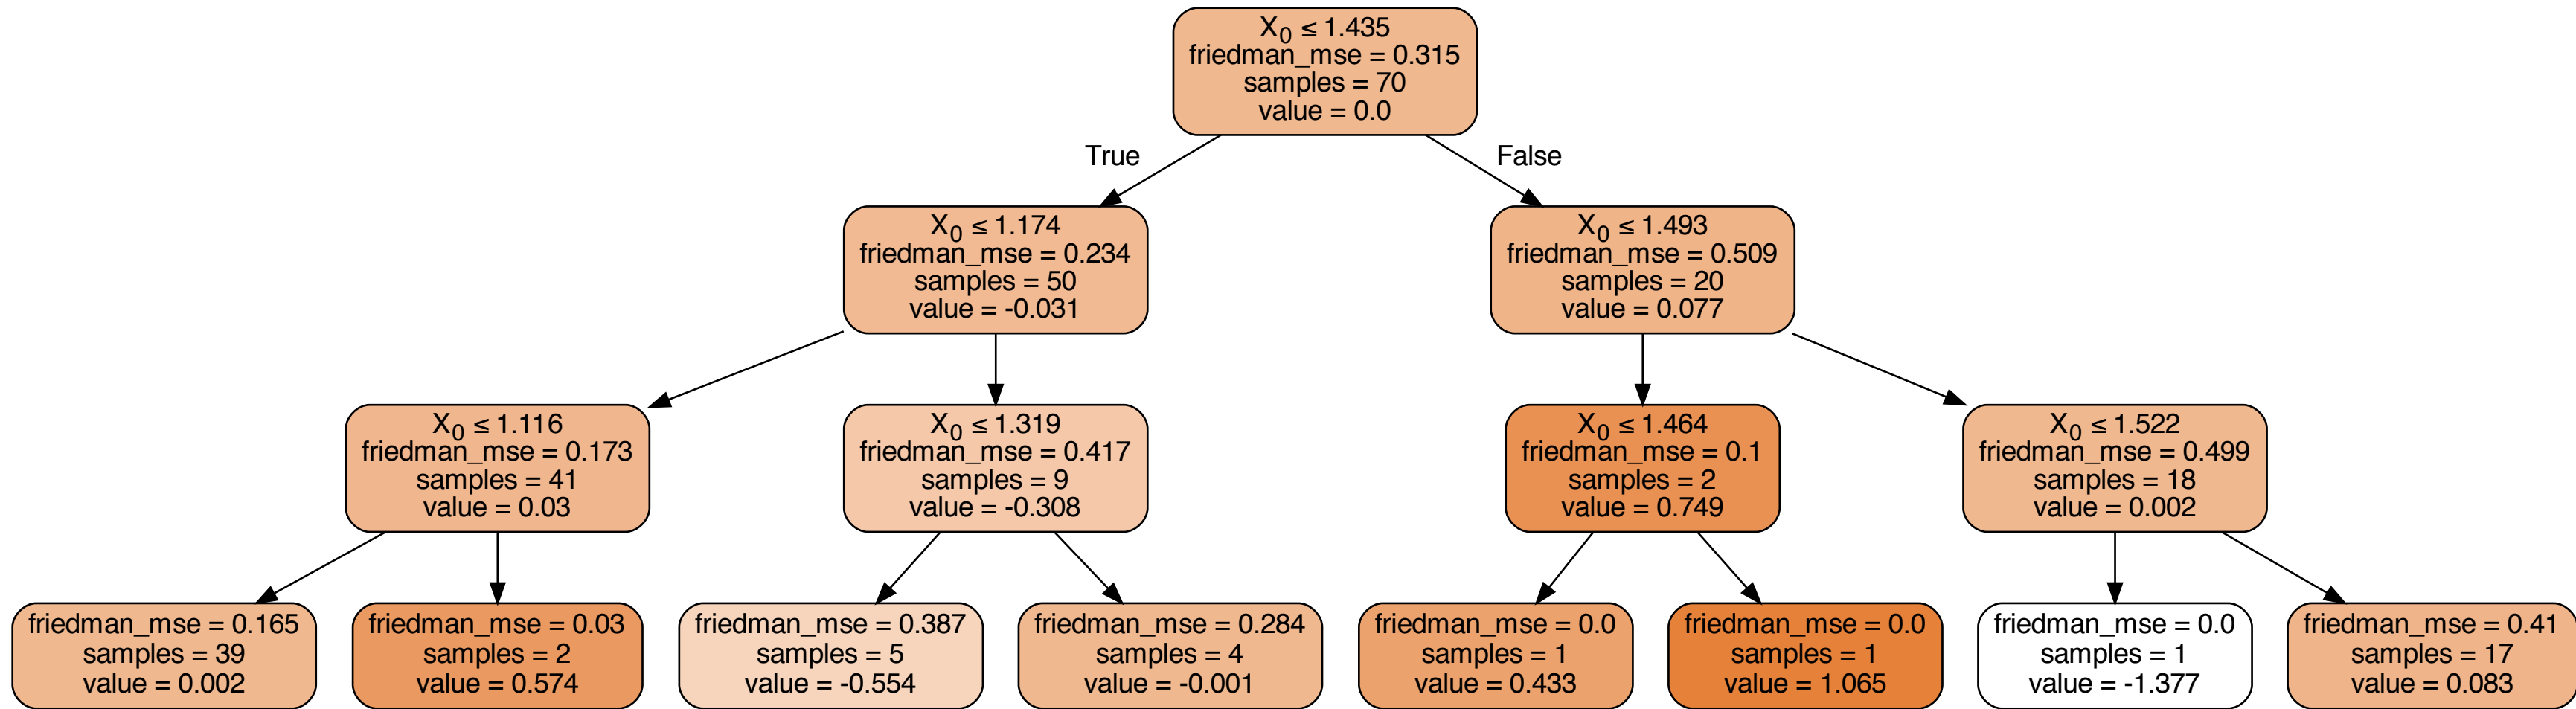 X0 ≤ 1.435
friedman_mse = 0.315
samples = 70
value = 0.0
True
False
X0 ≤ 1.174
friedman_mse = 0.234
samples = 50
value = -0.031
X0 ≤ 1.493
friedman_mse = 0.509
samples = 20
value = 0.077
X0 ≤ 1.116
friedman_mse = 0.173
samples = 41
value = 0.03
X0 ≤ 1.319
friedman_mse = 0.417
samples = 9
value = -0.308
X0 ≤ 1.464
friedman_mse = 0.1
samples = 2
value = 0.749
X0 ≤ 1.522
friedman_mse = 0.499
samples = 18
value = 0.002
friedman_mse = 0.165
samples = 39
value = 0.002
friedman_mse = 0.03
samples = 2
value = 0.574
friedman_mse = 0.387
samples = 5
value = -0.554
friedman_mse = 0.284
samples = 4
value = -0.001
friedman_mse = 0.0
samples = 1
value = 0.433
friedman_mse = 0.0
samples = 1
value = 1.065
friedman_mse = 0.0
samples = 1
value = -1.377
friedman_mse = 0.41
samples = 17
value = 0.083